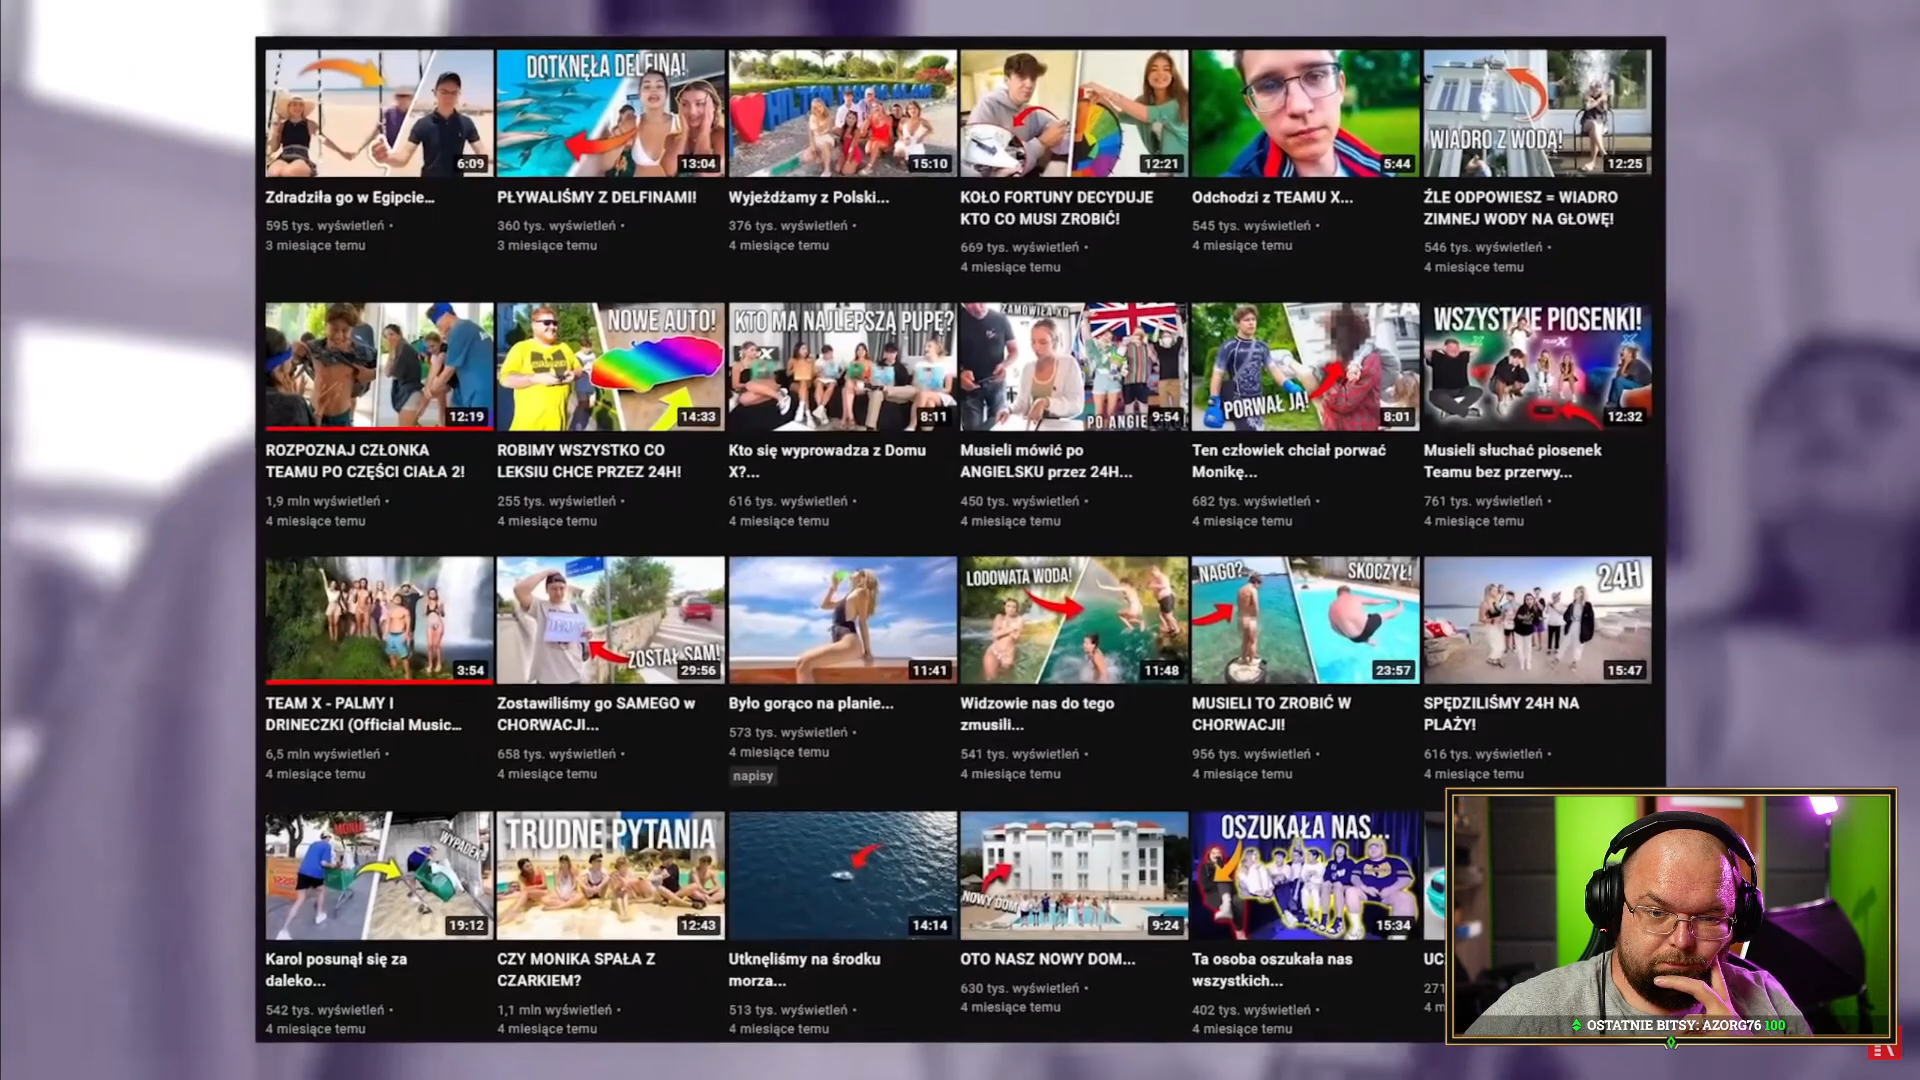 DOTKNĘŁA DELFINA!
WIADRO Z WODĄ!
6:09
13:04
15:10
12:21
5:44
12:25
Zdradziła go w Egipcie...
595 tys. wyświetleń •
3 miesiące temu
PŁYWALIŚMY Z DELFINAMI!
360 tys. wyświetleń •
3 miesiące temu
Wyjeżdżamy z Polski...
376 tys. wyświetleń •
4 miesiące temu
KOŁO FORTUNY DECYDUJE
KTO CO MUSI ZROBIĆ!
669 tys. wyświetleń •
4 miesiące temu
Odchodzi z TEAMU X...
545 tys. wyświetleń •
4 miesiące temu
ŹLE ODPOWIESZ = WIADRO
ZIMNEJ WODY NA GŁOWĘ!
546 tys. wyświetleń •
4 miesiące temu
NOWE AUTO!
KTO MA NAJLEPSZĄ PUPĘ?
ZAMÓWIŁA XD
PO ANGIE
PORWAŁ JĄ!
WSZYSTKIE PIOSENKI!
12:19
14:33
8:11
9:54
8:01
12:32
ROZPOZNAJ CZŁONKA
TEAMU PO CZĘŚCI CIAŁA 2!
1,9 mln wyświetleń •
4 miesiące temu
ROBIMY WSZYSTKO CO
LEKSIU CHCE PRZEZ 24H!
255 tys. wyświetleń •
4 miesiące temu
Kto się wyprowadza z Domu
X?...
616 tys. wyświetleń •
4 miesiące temu
Musieli mówić po
ANGIELSKU przez 24H...
450 tys. wyświetleń •
4 miesiące temu
Ten człowiek chciał porwać
Monikę...
682 tys. wyświetleń •
4 miesiące temu
Musieli słuchać piosenek
Teamu bez przerwy...
761 tys. wyświetleń •
4 miesiące temu
ZOSTAŁ SAM!
LODOWATA WODA!
NAGO?
SKOCZYŁ!
24H
3:54
29:56
11:41
11:48
23:57
15:47
TEAM X - PALMY I
DRINECZKI (Official Music...
6,5 mln wyświetleń •
4 miesiące temu
Zostawiliśmy go SAMEGO w
CHORWACJI...
658 tys. wyświetleń •
4 miesiące temu
Było gorąco na planie...
573 tys. wyświetleń •
4 miesiące temu
napisy
Widzowie nas do tego
zmusili...
541 tys. wyświetleń •
4 miesiące temu
MUSIELI TO ZROBIĆ W
CHORWACJI!
956 tys. wyświetleń •
4 miesiące temu
SPĘDZILIŚMY 24H NA
PLAŻY!
616 tys. wyświetleń •
4 miesiące temu
WYPADEK
TRUDNE PYTANIA
NOWY DOM
OSZUKAŁA NAS...
19:12
12:43
14:14
9:24
15:34
Karol posunął się za
daleko...
542 tys. wyświetleń •
4 miesiące temu
CZY MONIKA SPAŁA Z
CZARKIEM?
1,1 mln wyświetleń •
4 miesiące temu
Utknęliśmy na środku
morza...
513 tys. wyświetleń •
4 miesiące temu
OTO NASZ NOWY DOM...
630 tys. wyświetleń •
4 miesiące temu
Ta osoba oszukała nas
wszystkich...
402 tys. wyświetleń •
4 miesiące temu
UC
271
OSTATNIE BITSY: AZORG76 100